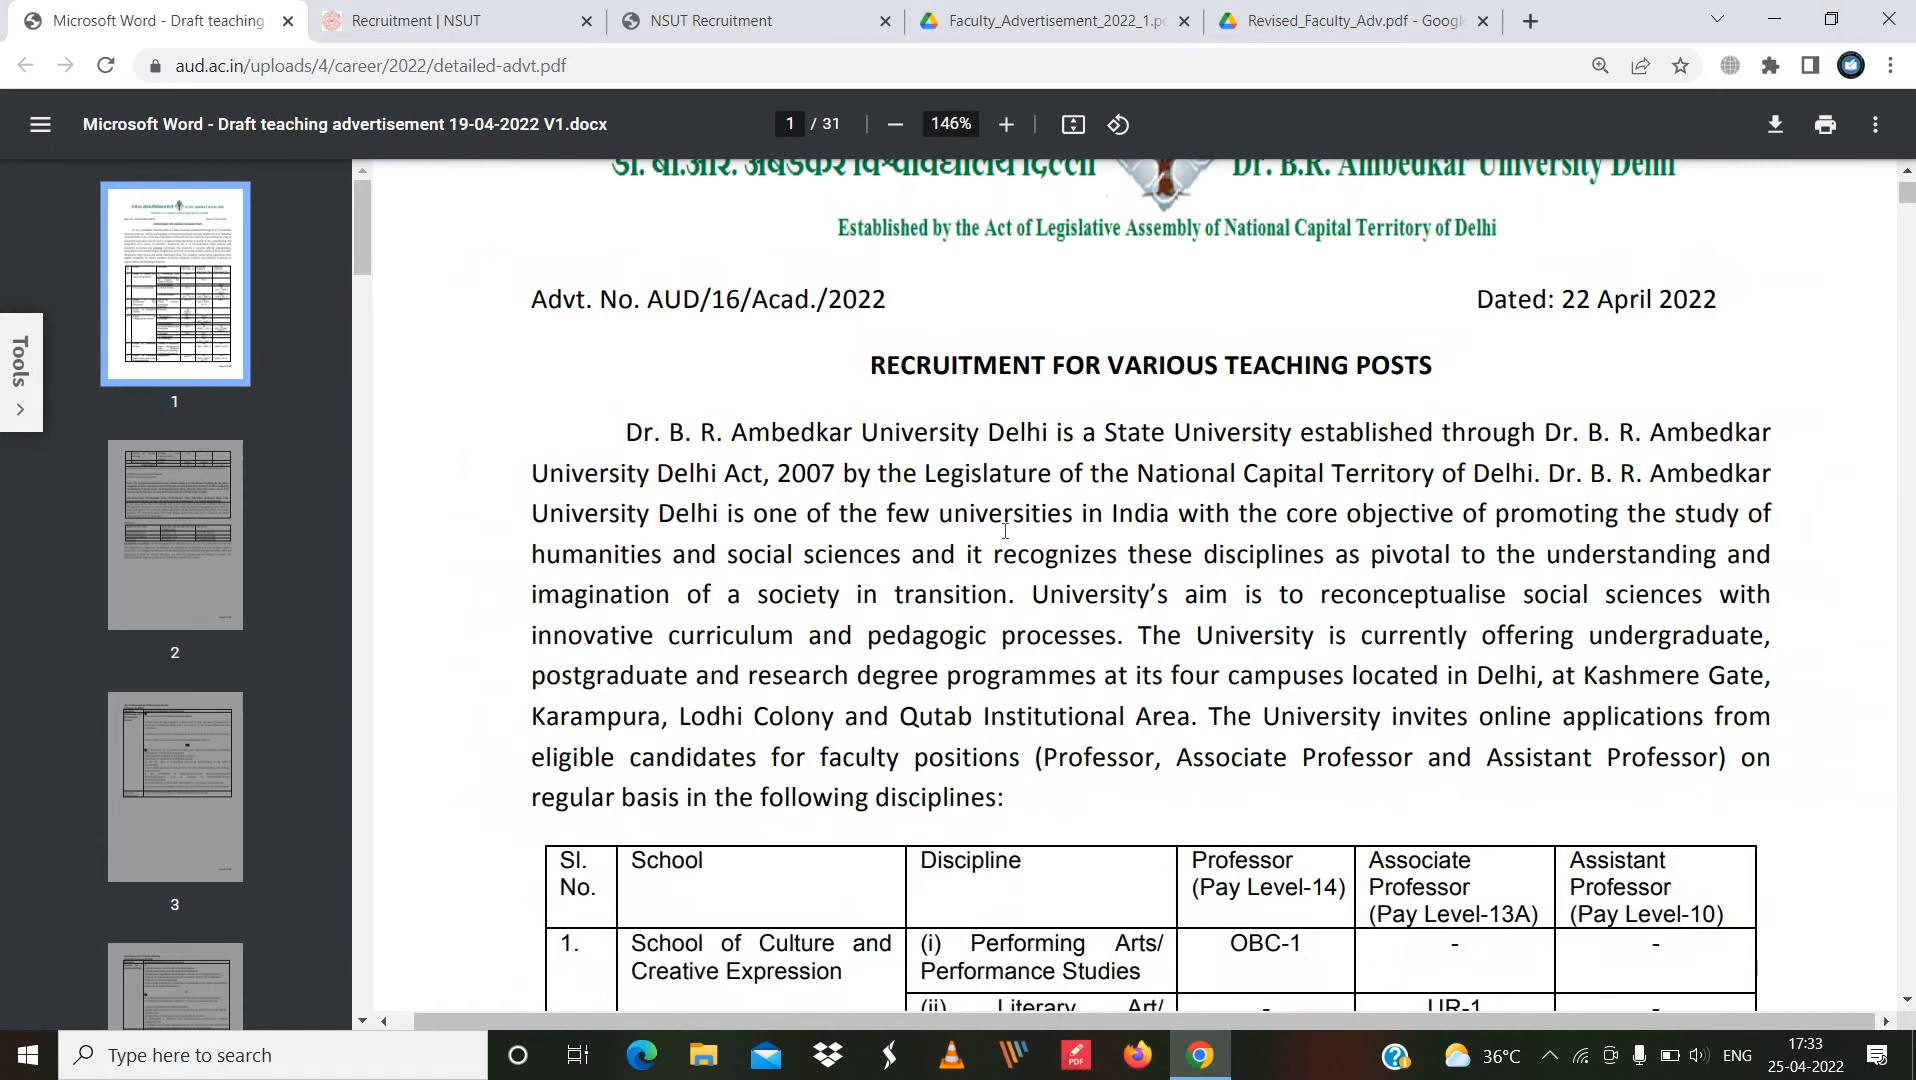 Microsoft Word - Draft teaching
Recruitment | NSUT
NSUT Recruitment
Faculty_Advertisement_2022_1.p
Revised_Faculty_Adv.pdf - Google
aud.ac.in/uploads/4/career/2022/detailed-advt.pdf
Microsoft Word - Draft teaching advertisement 19-04-2022 V1.docx
1 / 31
146%
Tools
1
2
3
डॉ. बी.आर. अंबेडकर विश्वविद्यालय दिल्ली
Dr. B.R. Ambedkar University Delhi
Established by the Act of Legislative Assembly of National Capital Territory of Delhi
Advt. No. AUD/16/Acad./2022 Dated: 22 April 2022
RECRUITMENT FOR VARIOUS TEACHING POSTS
Dr. B. R. Ambedkar University Delhi is a State University established through Dr. B. R. Ambedkar
University Delhi Act, 2007 by the Legislature of the National Capital Territory of Delhi. Dr. B. R. Ambedkar
University Delhi is one of the few universities in India with the core objective of promoting the study of
humanities and social sciences and it recognizes these disciplines as pivotal to the understanding and
imagination of a society in transition. University’s aim is to reconceptualise social sciences with
innovative curriculum and pedagogic processes. The University is currently offering undergraduate,
postgraduate and research degree programmes at its four campuses located in Delhi, at Kashmere Gate,
Karampura, Lodhi Colony and Qutab Institutional Area. The University invites online applications from
eligible candidates for faculty positions (Professor, Associate Professor and Assistant Professor) on
regular basis in the following disciplines:
Sl. School Discipline Professor Associate Assistant
No. (Pay Level-14) Professor Professor
(Pay Level-13A) (Pay Level-10)
1. School of Culture and (i) Performing Arts/ OBC-1 - -
Creative Expression Performance Studies
(ii) Literary Art/ - UR-1 -
Type here to search
36°C
ENG
17:33
25-04-2022